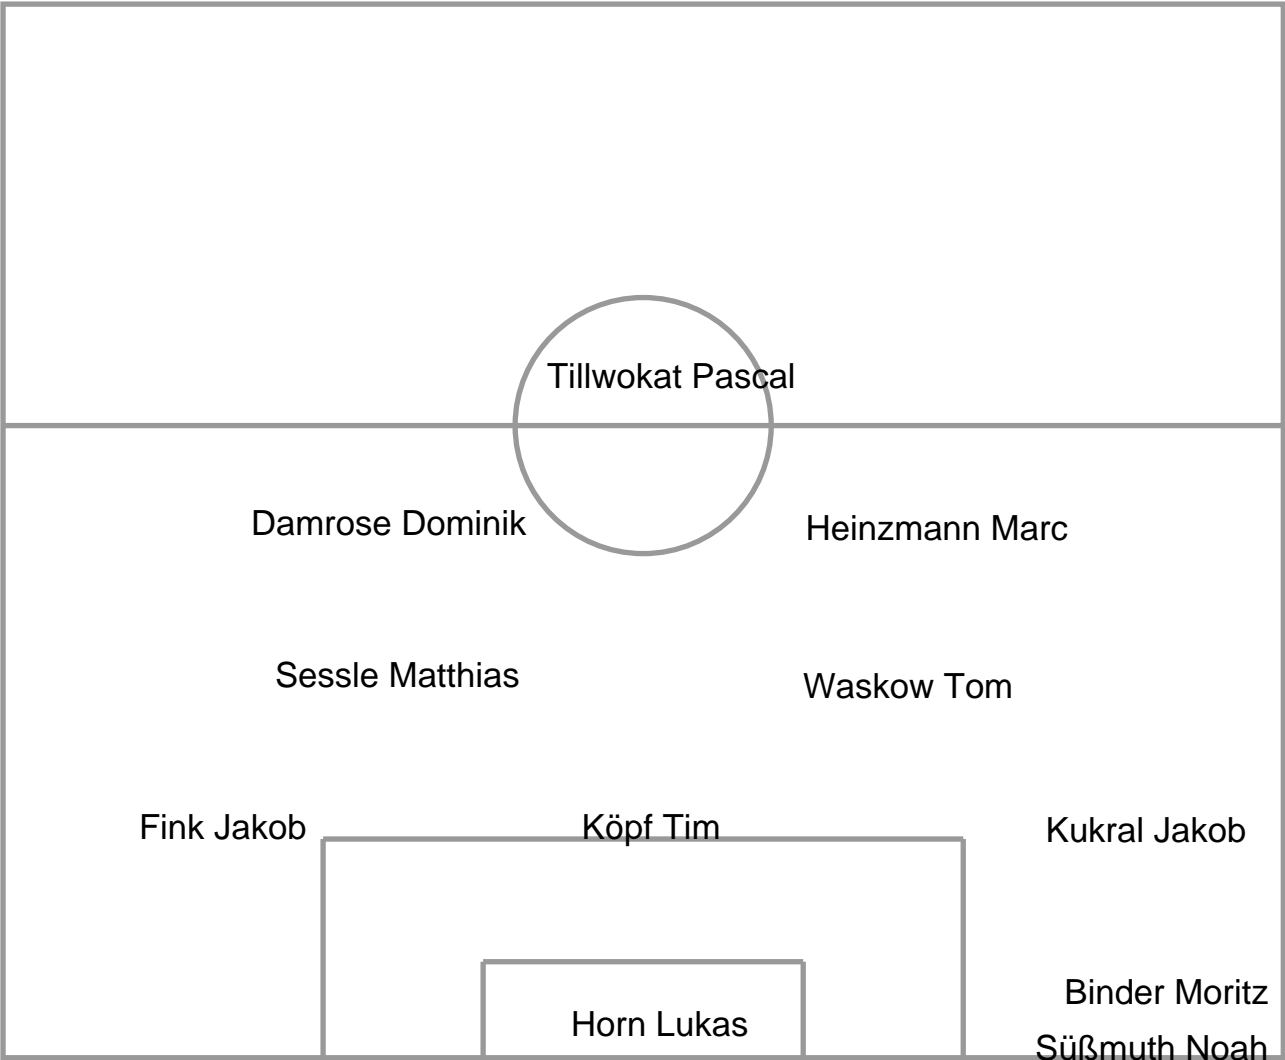 Tillwokat Pascal
Damrose Dominik
Heinzmann Marc
Sessle Matthias
Waskow Tom
Fink Jakob
Köpf Tim
Kukral Jakob
Binder Moritz
Horn Lukas
Süßmuth Noah